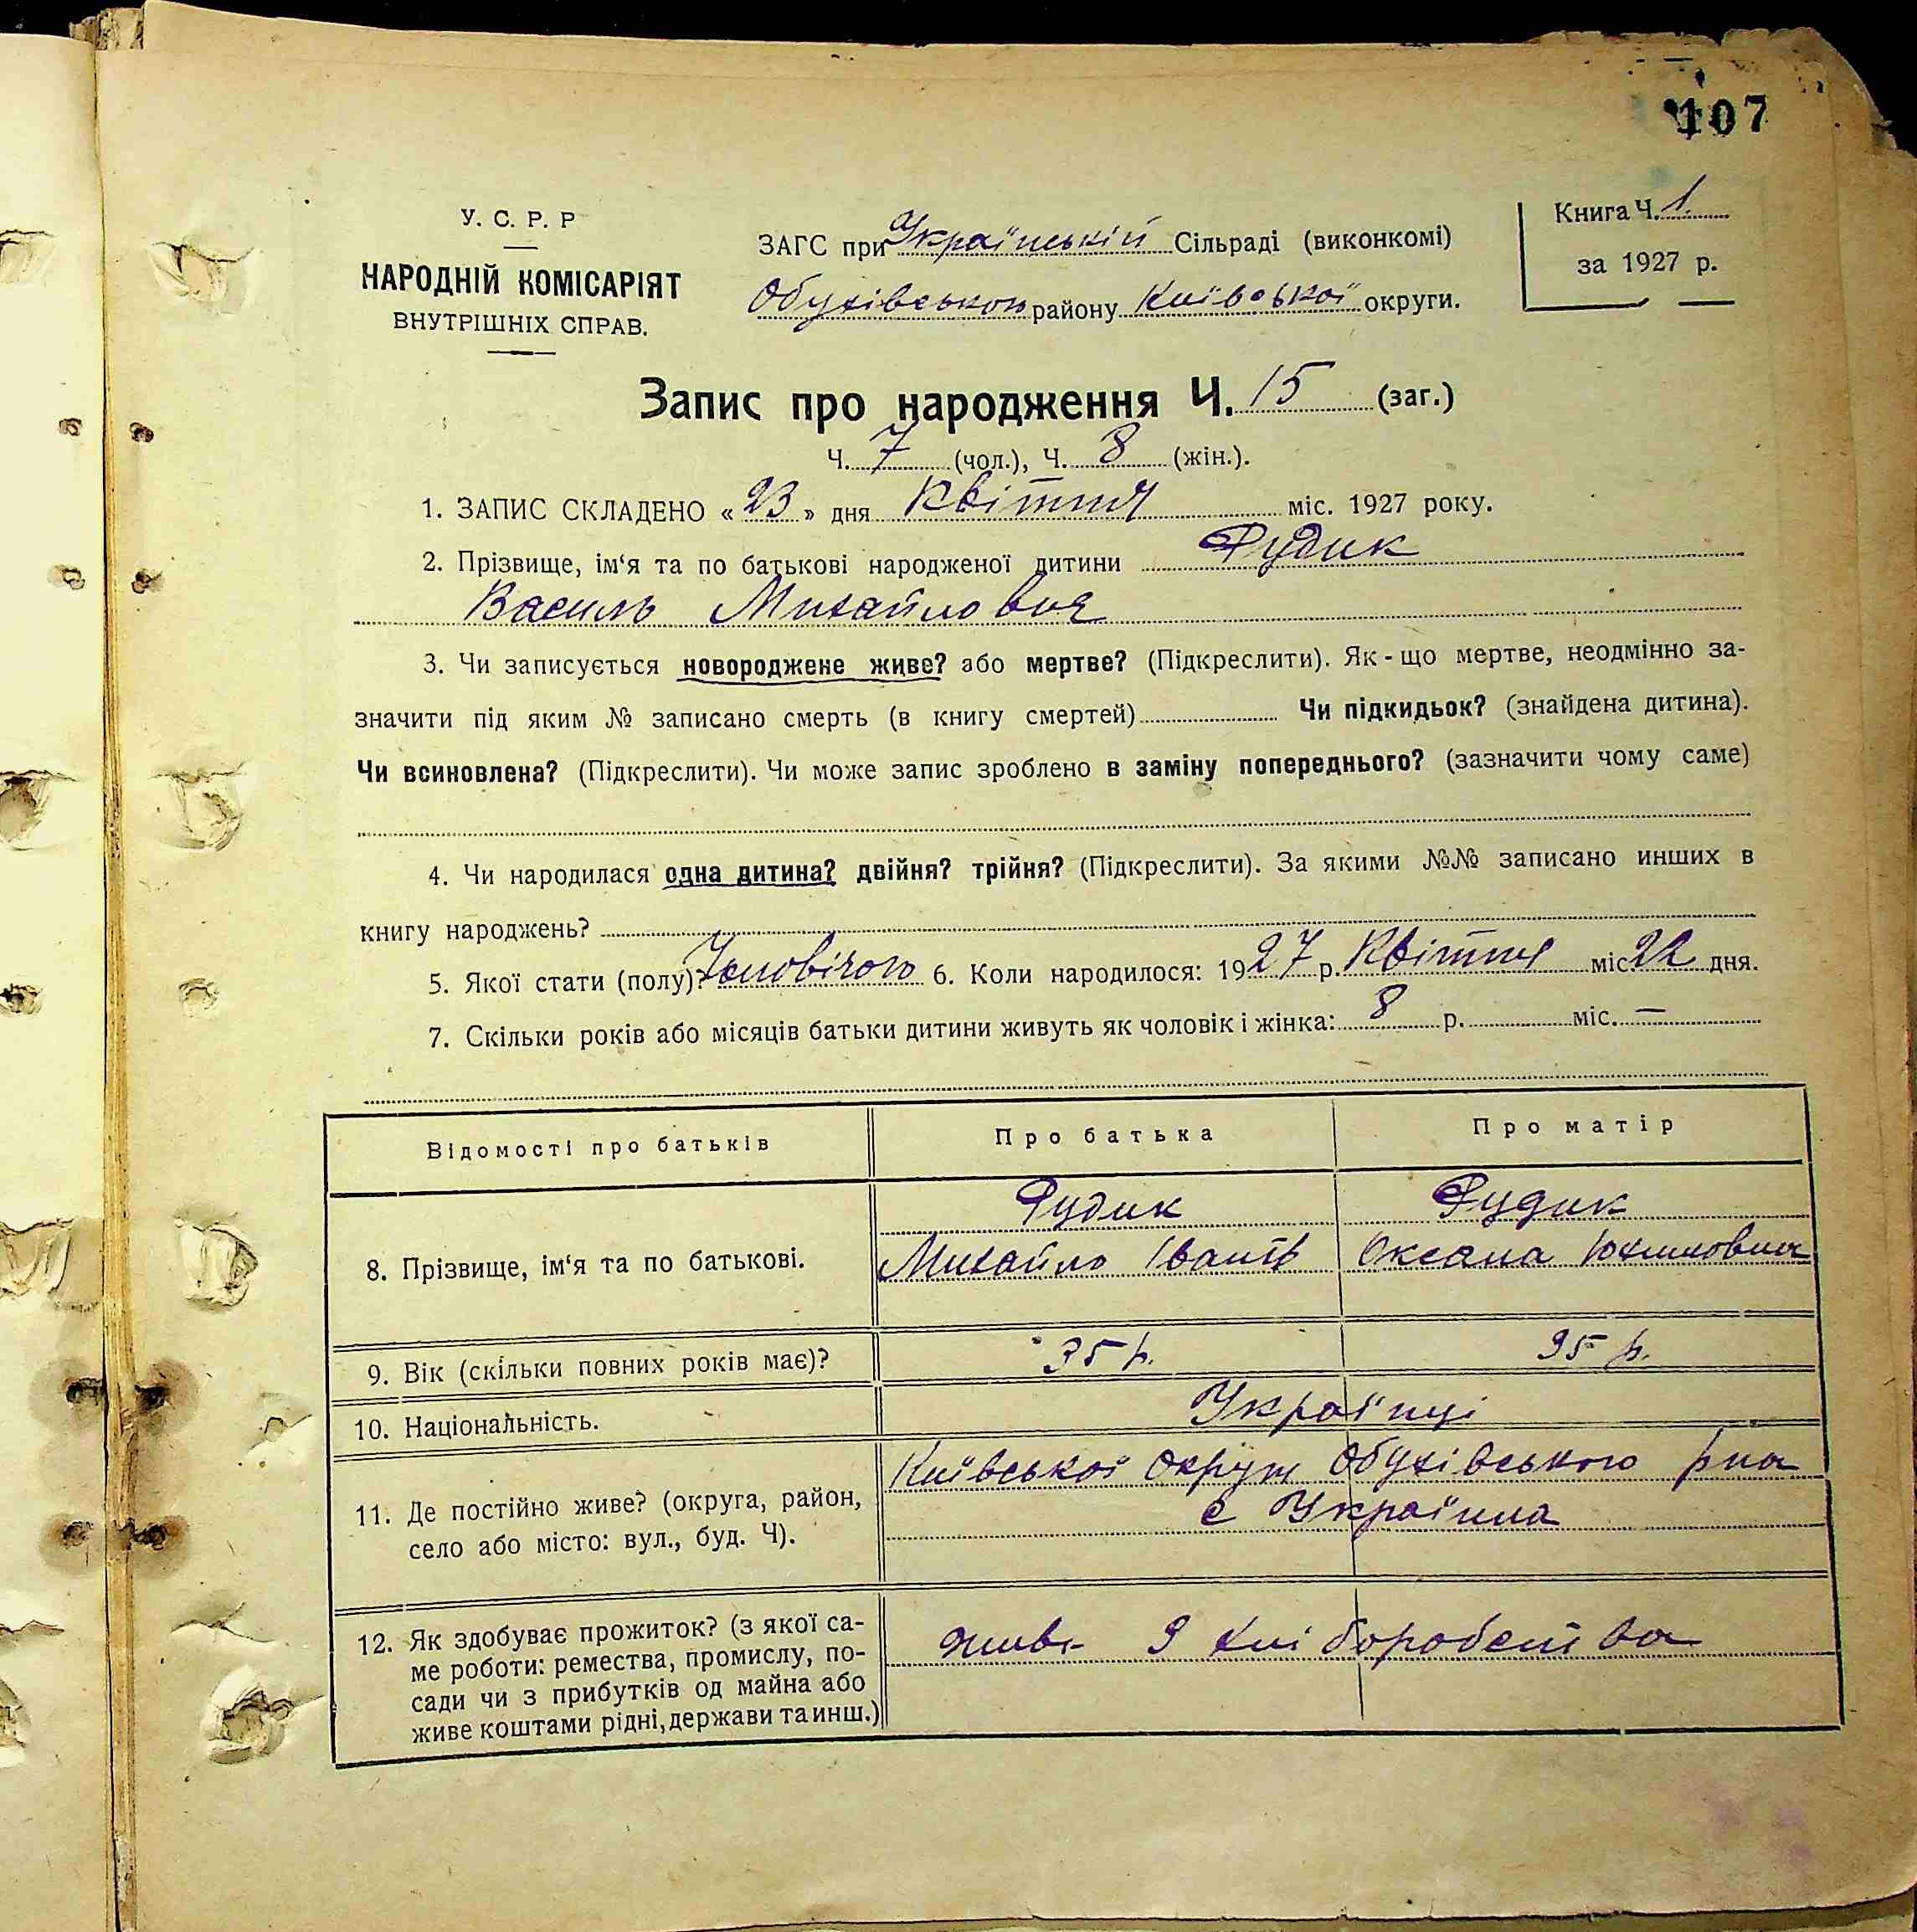 107
У. С. Р. Р
НАРОДНІЙ КОМІСАРІЯТ
ВНУТРІШНІХ СПРАВ.
ЗАГС при Українській Сільраді (виконкомі)
Обухівського району Київської округи.
Книга Ч. 1
за 1927 р.
Запис про народження Ч. 15 (заг.)
Ч. 7 (чол.), Ч. 8 (жін.).
1. ЗАПИС СКЛАДЕНО « 23 » дня Квітня міс. 1927 року.
2. Прізвище, ім‘я та по батькові народженої дитини Рудик
Василь Михайлович
3. Чи записується новороджене живе? або мертве? (Підкреслити). Як-що мертве, неодмінно за-
значити під яким № записано смерть (в книгу смертей) Чи підкидьок? (знайдена дитина).
Чи всиновлена? (Підкреслити). Чи може запис зроблено в заміну попереднього? (зазначити чому саме)
4. Чи народилася одна дитина? двійня? трійня? (Підкреслити). За якими №№ записано инших в
книгу народжень?
5. Якої стати (полу)? Чоловічого 6. Коли народилося: 1927 р. Квітня міс. 22 дня.
7. Скільки років або місяців батьки дитини живуть як чоловік і жінка: 8 р. міс. —
Відомості про батьків Про батька Про матір
8. Прізвище, ім‘я та по батькові. Рудик Рудик
Михайло Іванів Оксана Юхимовна
9. Вік (скільки повних років має)? 35 р. 35 р.
10. Національність. Українці
11. Де постійно живе? (округа, район, Київської Округи Обухівського р на
село або місто: вул., буд. Ч). с Українка
12. Як здобуває прожиток? (з якої са- живе З хліборобства
ме роботи: ремества, промислу, по-
сади чи з прибутків од майна або
живе коштами рідні, держави та инш.)